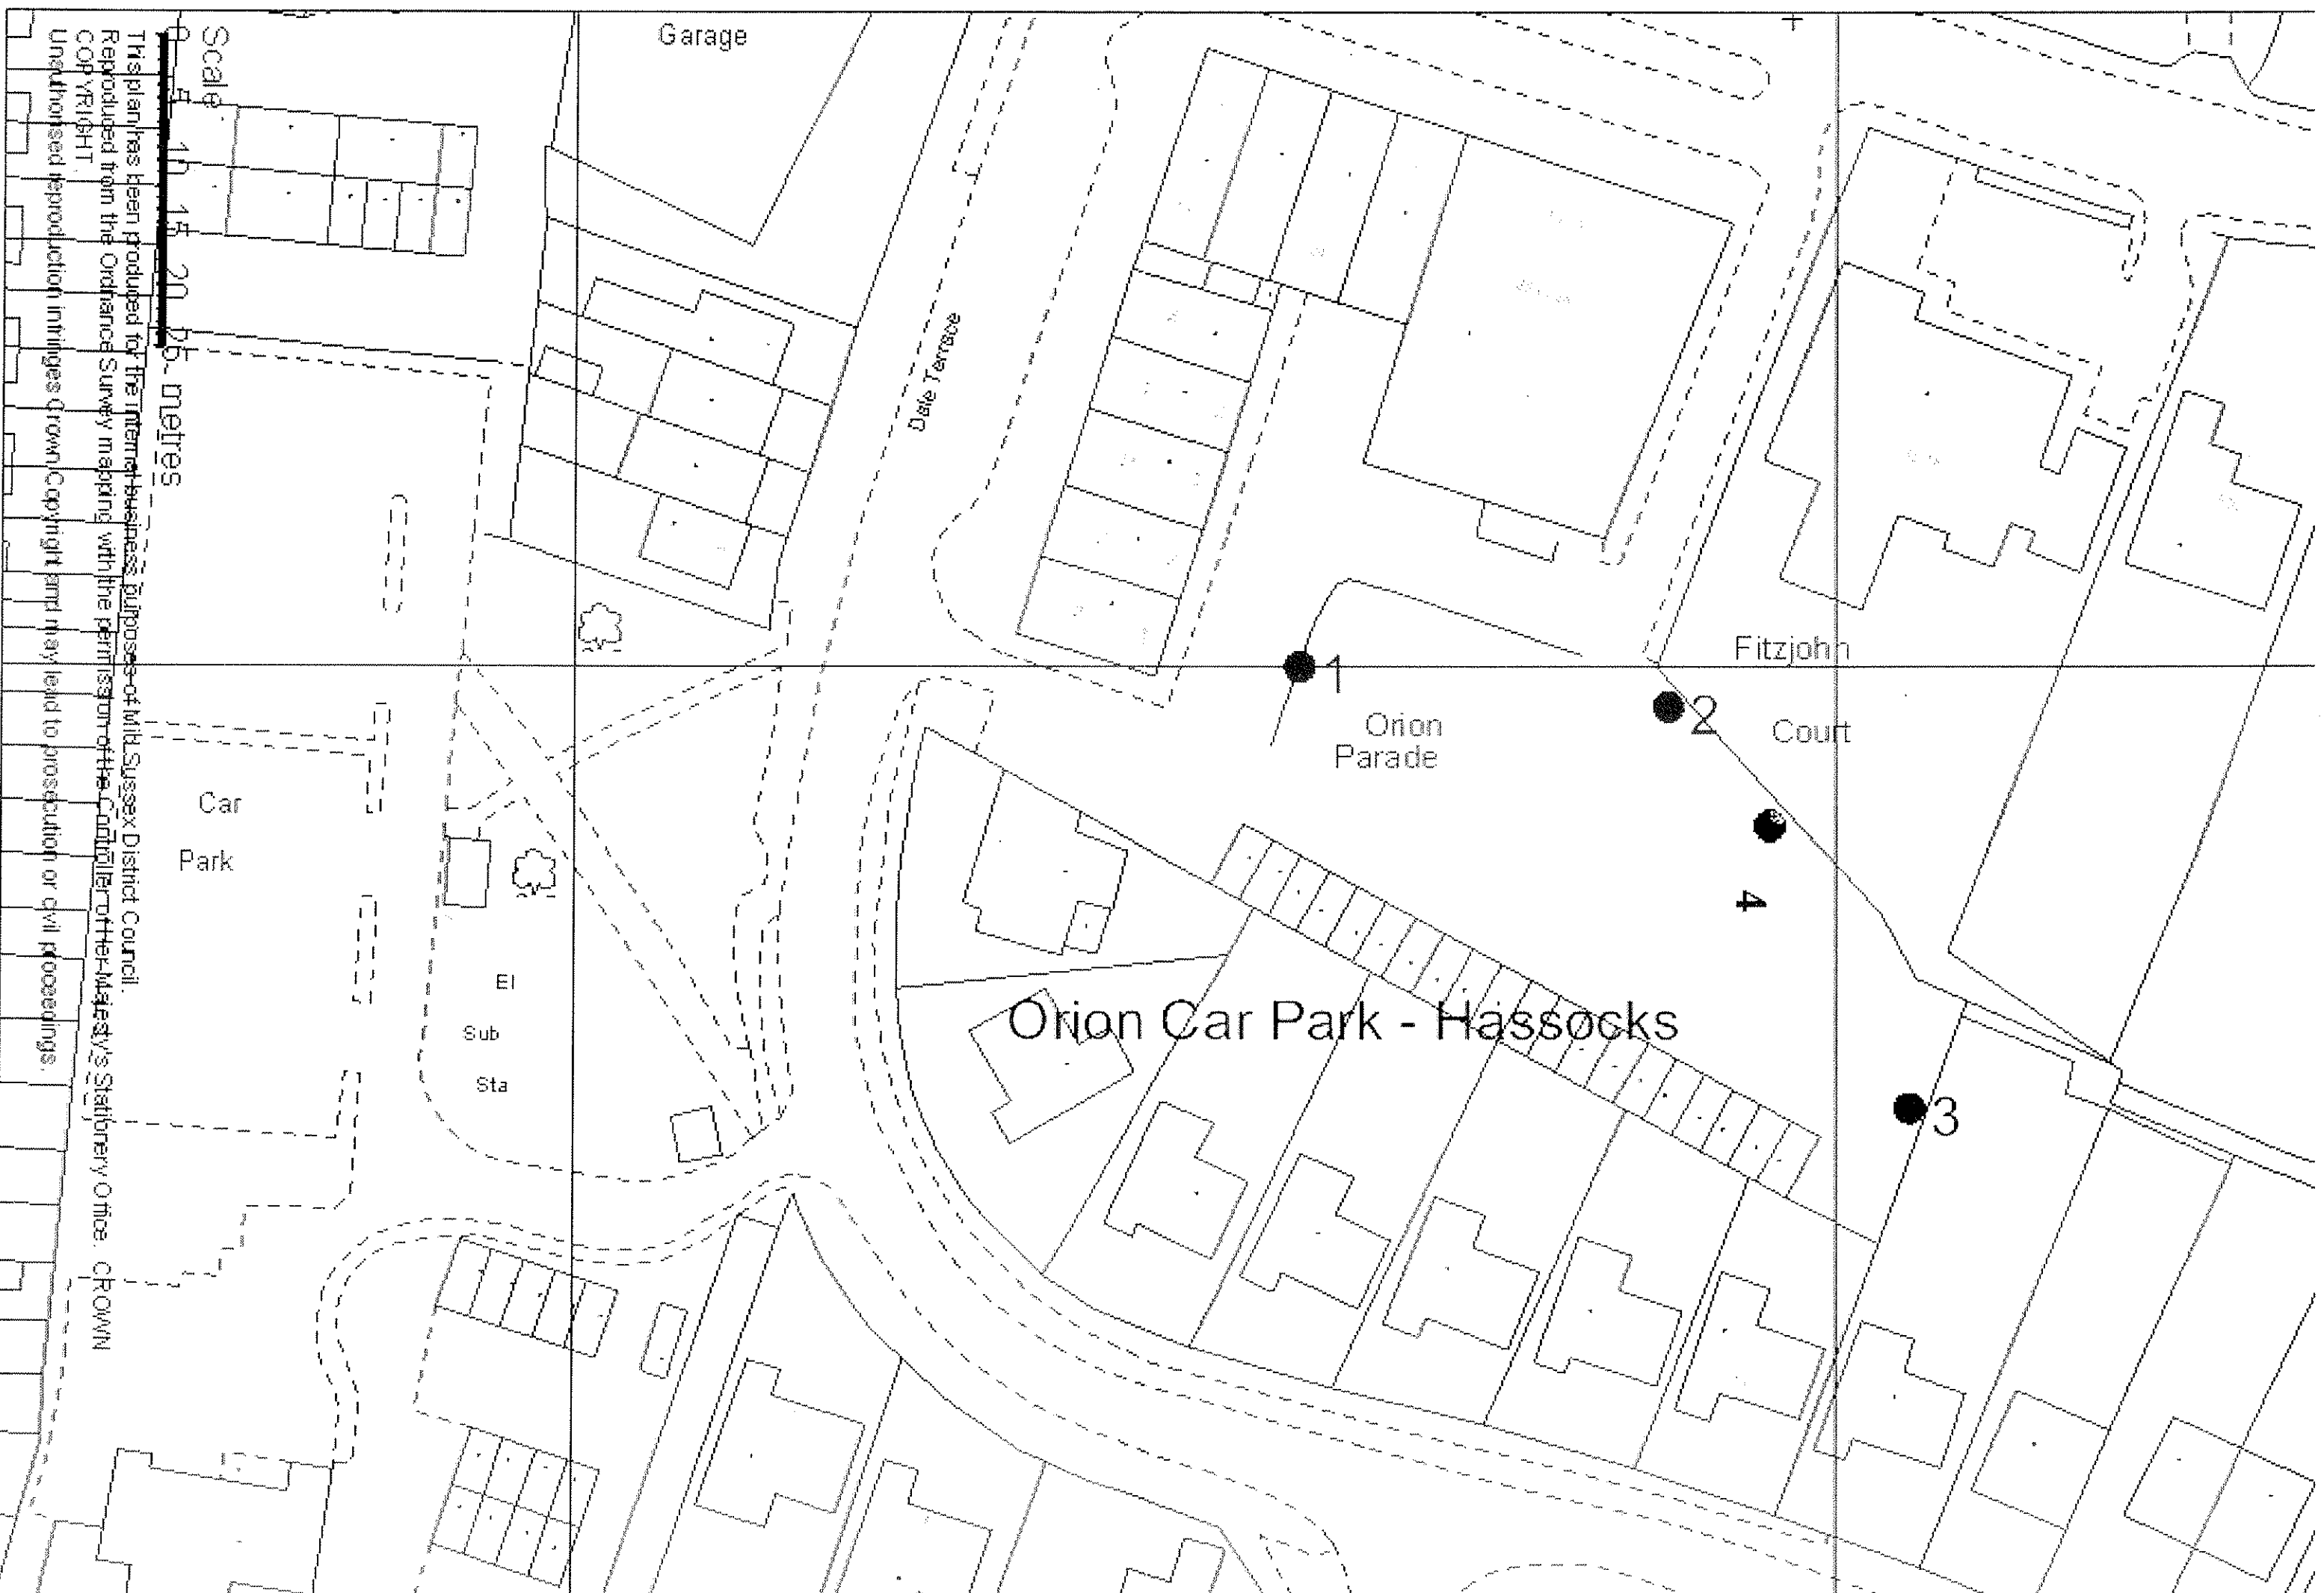 Garage
Scale
0 5 10 15 20 25 metres
This plan has been produced for the internal business purposes of Mid Sussex District Council.
Reproduced from the Ordnance Survey mapping with the permission of the Controller of Her Majesty's Stationery Office. CROWN
COPYRIGHT.
Unauthorised reproduction infringes Crown Copyright and may lead to prosecution or civil proceedings.
Dale Terrace
Fitzjohn
Court
1
2
Orion
Parade
Car
Park
4
El
Sub
Sta
Orion Car Park - Hassocks
3